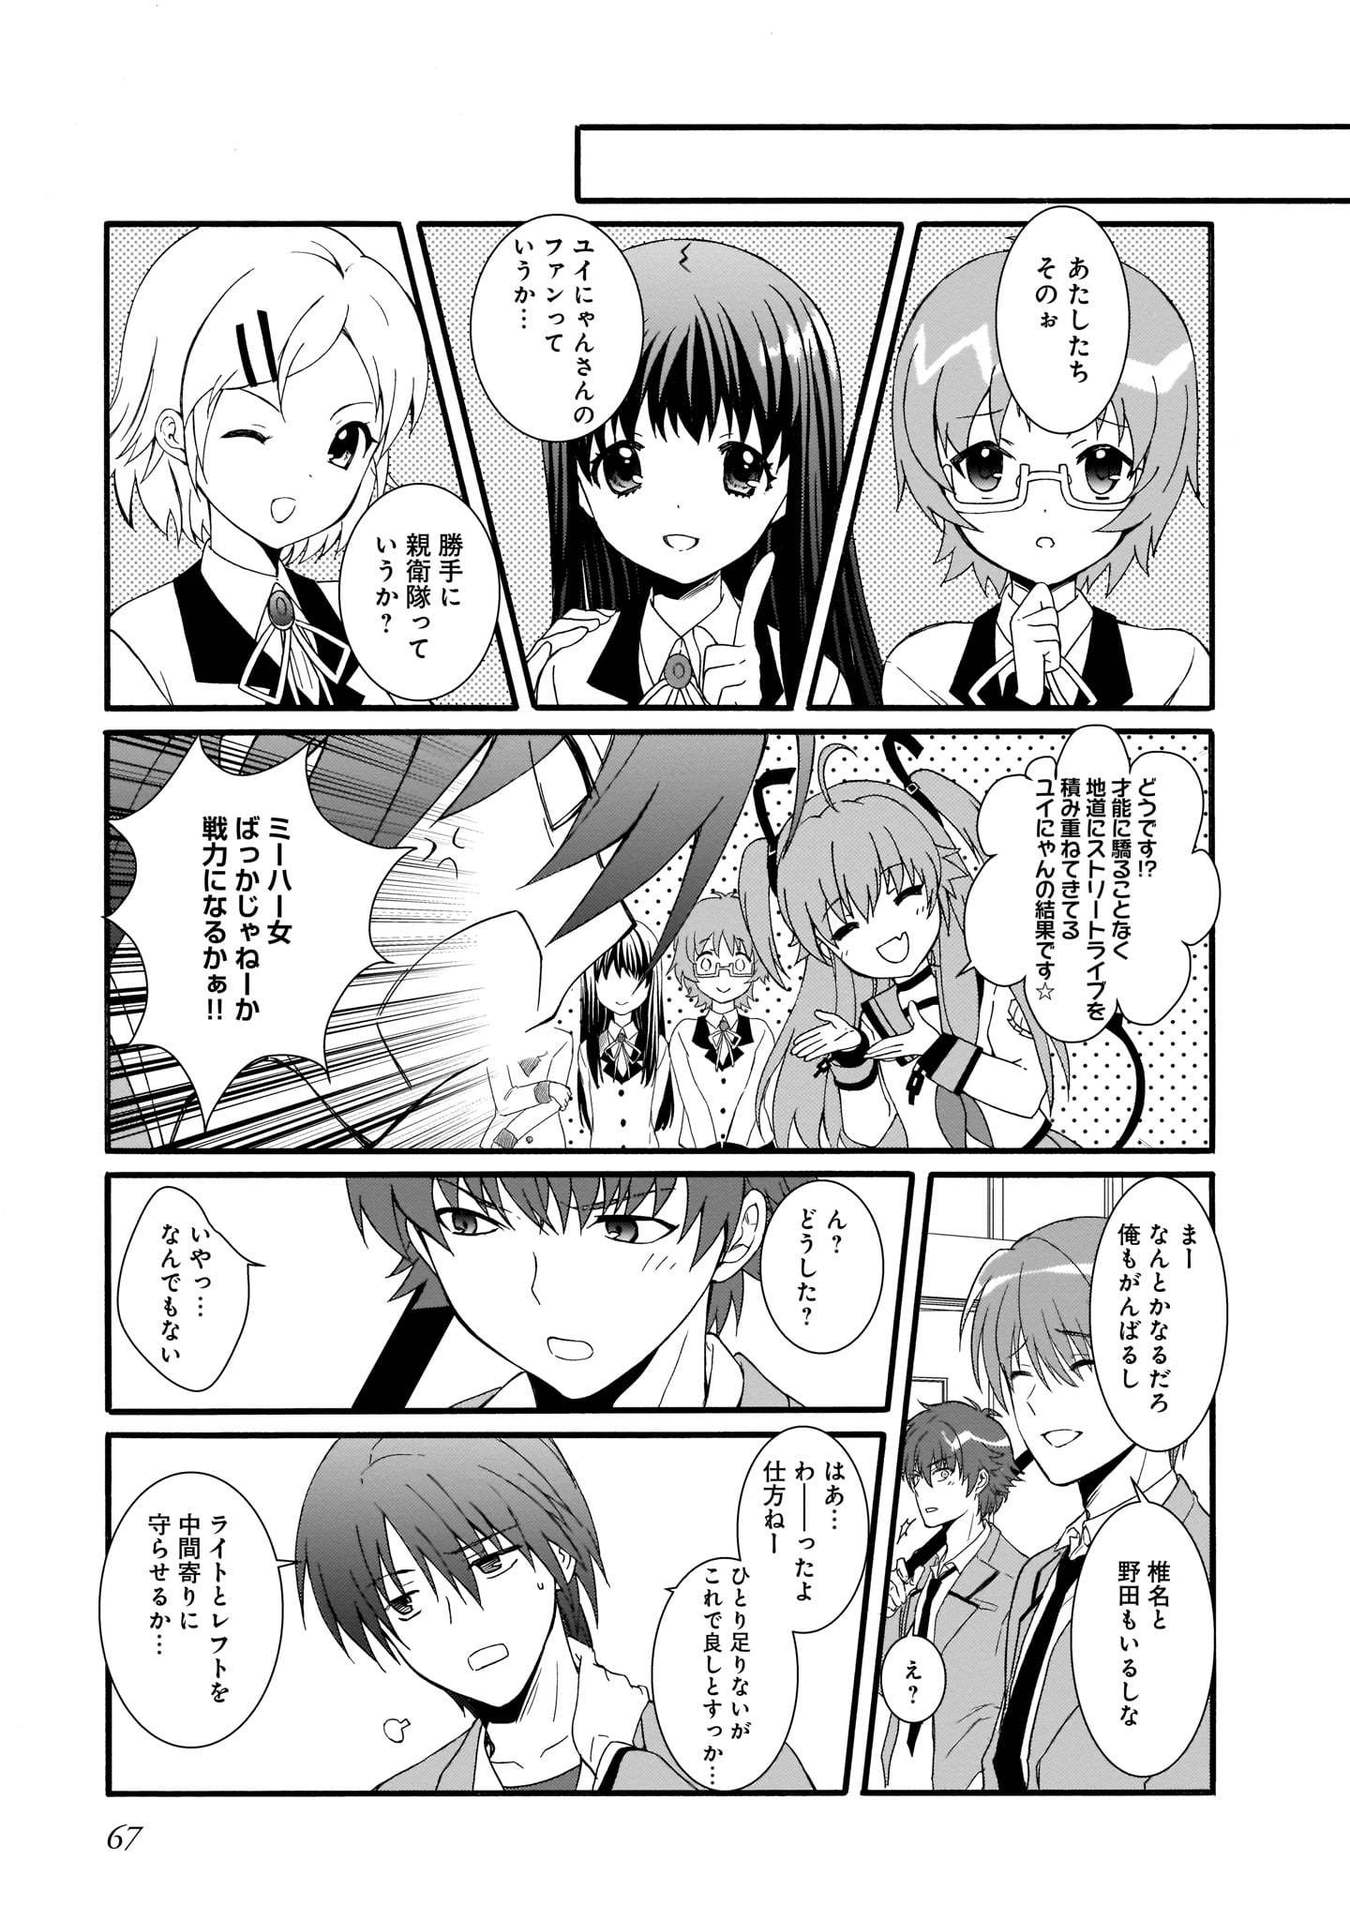 あたしたち
そのぉ
ユイにゃんさんの
ファンって
いうか…
勝手に
親衛隊って
いうか?
どうです!?
才能に驕ることなく
地道にストリートライブを
積み重ねてきてる
ユイにゃんの結果です☆
ミーハー女
ばっかじゃねーか
戦力になるかぁ!!
まー
なんとかなるだろ
俺もがんばるし
椎名と
野田もいるしな
え?
ん?
どうした?
いやっ…
なんでもない
はあ…
わ――ったよ
仕方ねー
ひとり足りないが
これで良しとすっか…
ライトとレフトを
中間寄りに
守らせるか…
67